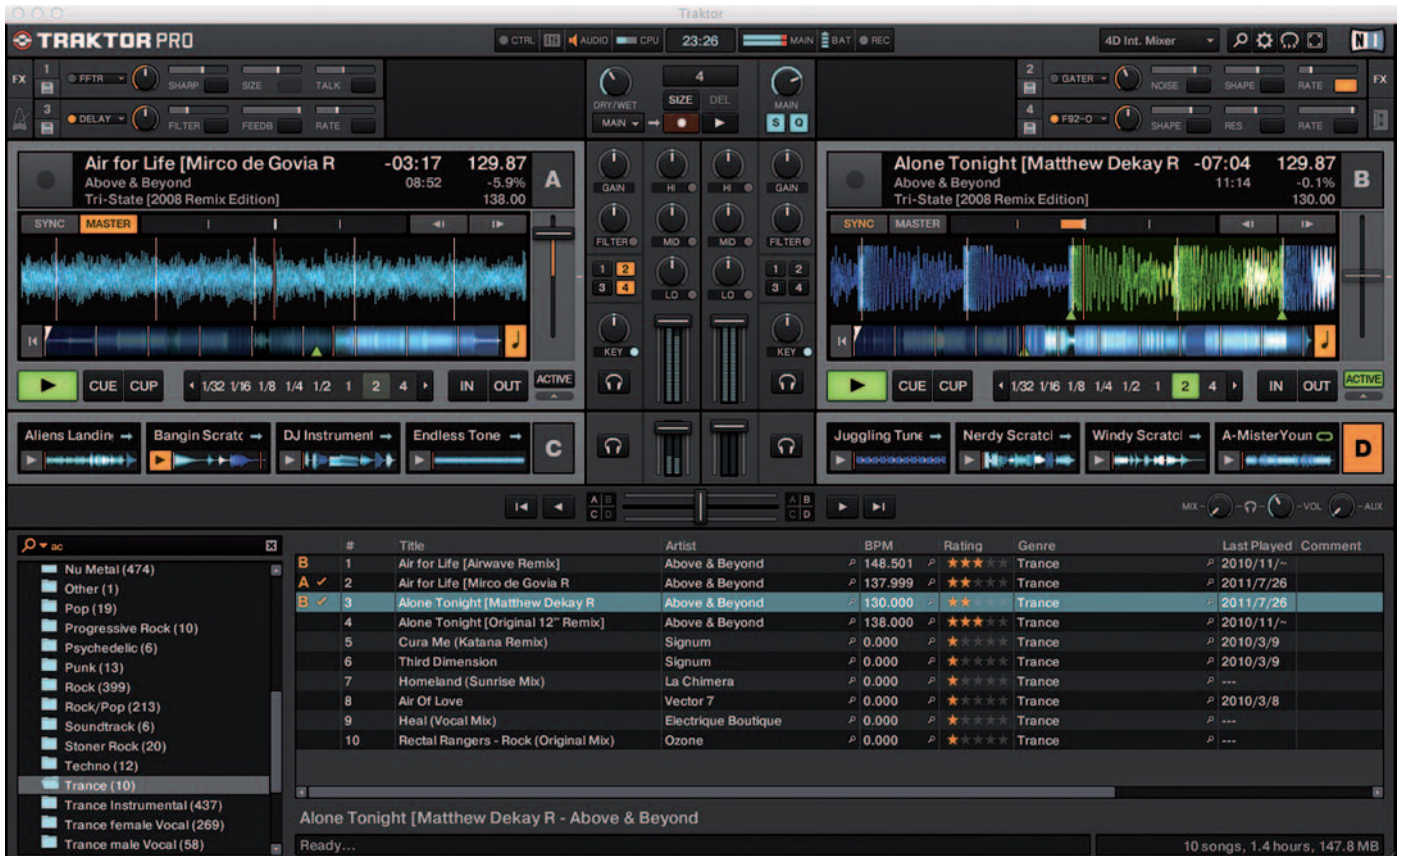 Traktor
TRAKTOR PRO
CTRL AUDIO CPU 23:26 MAIN BAT REC
4D Int. Mixer
NI
FX 1 FFTR SHARP SIZE TALK
3 DELAY FILTER FEEDB RATE
DRY/WET 4 MAIN
SIZE DEL
MAIN S Q
2 GATER NOISE SHAPE RATE FX
4 F92-O SHAPE RES RATE
Air for Life [Mirco de Govia R -03:17 129.87
Above & Beyond 08:52 -5.9%
Tri-State [2008 Remix Edition] 138.00
A
SYNC MASTER
GAIN HI HI GAIN
FILTER MID MID FILTER
1 2 LO LO 1 2
3 4 3 4
KEY KEY
Alone Tonight [Matthew Dekay R -07:04 129.87
Above & Beyond 11:14 -0.1%
Tri-State [2008 Remix Edition] 130.00
B
SYNC MASTER
CUE CUP 1/32 1/16 1/8 1/4 1/2 1 2 4 IN OUT ACTIVE
CUE CUP 1/32 1/16 1/8 1/4 1/2 1 2 4 IN OUT ACTIVE
Aliens Landin Bangin Scratc DJ Instrument Endless Tone C
Juggling Tune Nerdy Scratcl Windy Scratcl A-MisterYoun D
A B A B
C D C D
MIX VOL AUX
ac
Nu Metal (474)
Other (1)
Pop (19)
Progressive Rock (10)
Psychedelic (6)
Punk (13)
Rock (399)
Rock/Pop (213)
Soundtrack (6)
Stoner Rock (20)
Techno (12)
Trance (10)
Trance Instrumental (437)
Trance female Vocal (269)
Trance male Vocal (58)
# Title Artist BPM Rating Genre Last Played Comment
B 1 Air for Life [Airwave Remix] Above & Beyond 148.501 Trance 2010/11/~
A 2 Air for Life [Mirco de Govia R Above & Beyond 137.999 Trance 2011/7/26
B 3 Alone Tonight [Matthew Dekay R Above & Beyond 130.000 Trance 2011/7/26
4 Alone Tonight [Original 12" Remix] Above & Beyond 138.000 Trance 2010/11/~
5 Cura Me (Katana Remix) Signum 0.000 Trance 2010/3/9
6 Third Dimension Signum 0.000 Trance 2010/3/9
7 Homeland (Sunrise Mix) La Chimera 0.000 Trance ---
8 Air Of Love Vector 7 0.000 Trance 2010/3/8
9 Heal (Vocal Mix) Electrique Boutique 0.000 Trance ---
10 Rectal Rangers - Rock (Original Mix) Ozone 0.000 Trance ---
Alone Tonight [Matthew Dekay R - Above & Beyond
Ready...
10 songs, 1.4 hours, 147.8 MB